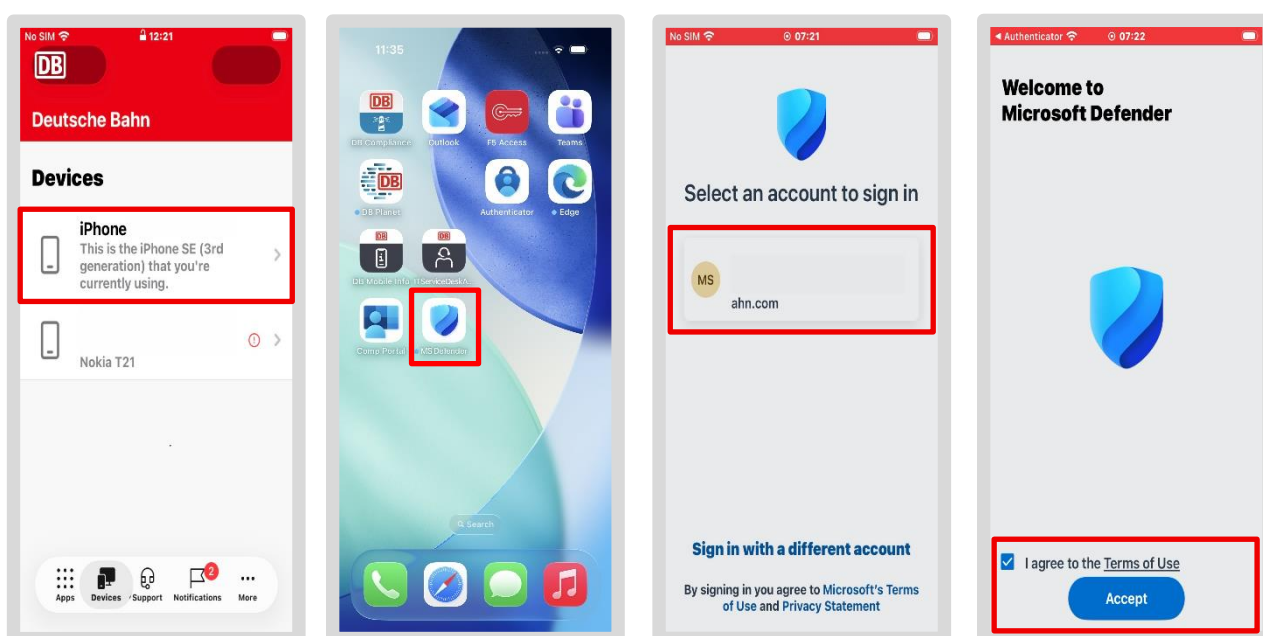 No SIM 12:21
DB
Deutsche Bahn
Devices
iPhone
This is the iPhone SE (3rd
generation) that you're
currently using.
Nokia T21
Apps Devices Support Notifications More
2
11:35
DB
DB Compliance Outlook F5 Access Teams
DB
DB Planet Authenticator Edge
DB DB
DB Mobile Info
Comp Portal MS Defender
Search
No SIM 07:21
Select an account to sign in
MS
ahn.com
Sign in with a different account
By signing in you agree to Microsoft's Terms
of Use and Privacy Statement
Authenticator 07:22
Welcome to
Microsoft Defender
I agree to the Terms of Use
Accept